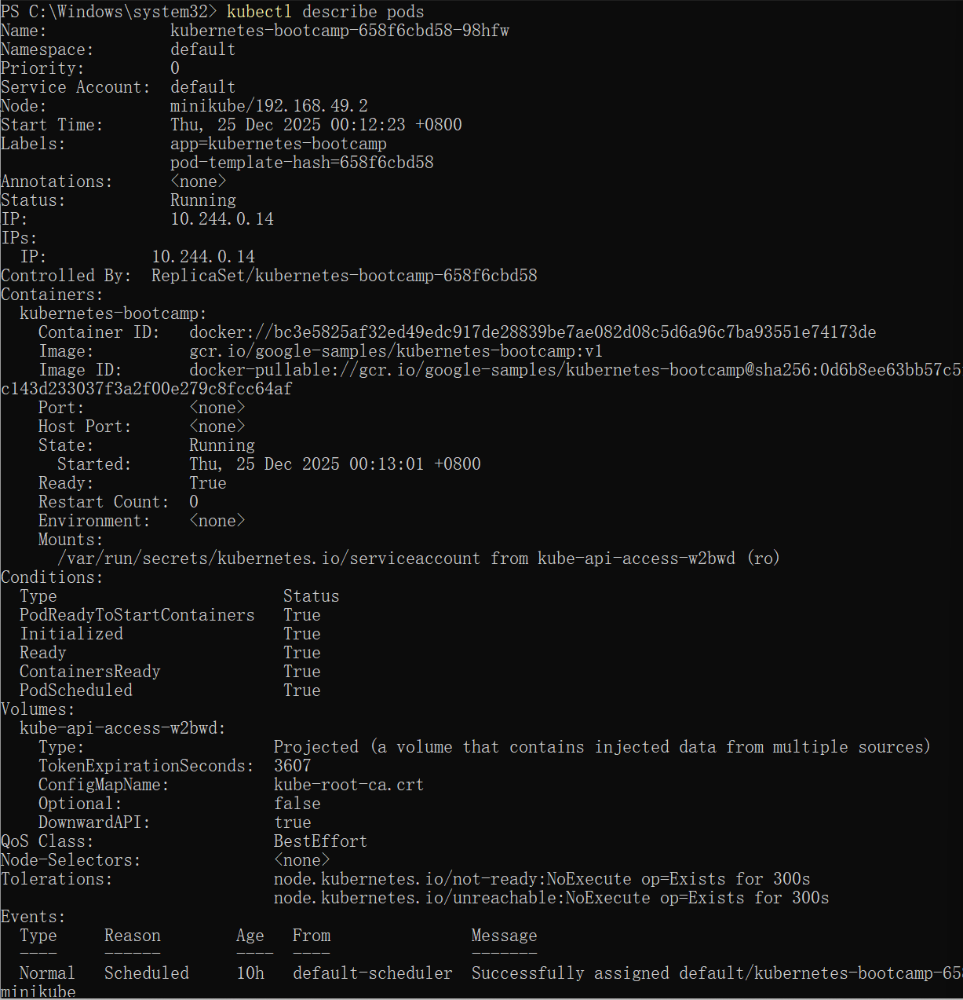 PS C:\Windows\system32> kubectl describe pods
Name:             kubernetes-bootcamp-658f6cbd58-98hfw
Namespace:        default
Priority:         0
Service Account:  default
Node:             minikube/192.168.49.2
Start Time:       Thu, 25 Dec 2025 00:12:23 +0800
Labels:           app=kubernetes-bootcamp
                  pod-template-hash=658f6cbd58
Annotations:      <none>
Status:           Running
IP:               10.244.0.14
IPs:
  IP:           10.244.0.14
Controlled By:  ReplicaSet/kubernetes-bootcamp-658f6cbd58
Containers:
  kubernetes-bootcamp:
    Container ID:   docker://bc3e5825af32ed49edc917de28839be7ae082d08c5d6a96c7ba93551e74173de
    Image:          gcr.io/google-samples/kubernetes-bootcamp:v1
    Image ID:       docker-pullable://gcr.io/google-samples/kubernetes-bootcamp@sha256:0d6b8ee63bb57c5
c143d233037f3a2f00e279c8fcc64af
    Port:           <none>
    Host Port:      <none>
    State:          Running
      Started:      Thu, 25 Dec 2025 00:13:01 +0800
    Ready:          True
    Restart Count:  0
    Environment:    <none>
    Mounts:
      /var/run/secrets/kubernetes.io/serviceaccount from kube-api-access-w2bwd (ro)
Conditions:
  Type                        Status
  PodReadyToStartContainers   True
  Initialized                 True
  Ready                       True
  ContainersReady             True
  PodScheduled                True
Volumes:
  kube-api-access-w2bwd:
    Type:                    Projected (a volume that contains injected data from multiple sources)
    TokenExpirationSeconds:  3607
    ConfigMapName:           kube-root-ca.crt
    Optional:                false
    DownwardAPI:             true
QoS Class:                   BestEffort
Node-Selectors:              <none>
Tolerations:                 node.kubernetes.io/not-ready:NoExecute op=Exists for 300s
                             node.kubernetes.io/unreachable:NoExecute op=Exists for 300s
Events:
  Type     Reason        Age   From               Message
  ----     ------        ----  ----               -------
  Normal   Scheduled     10h   default-scheduler  Successfully assigned default/kubernetes-bootcamp-65
minikube